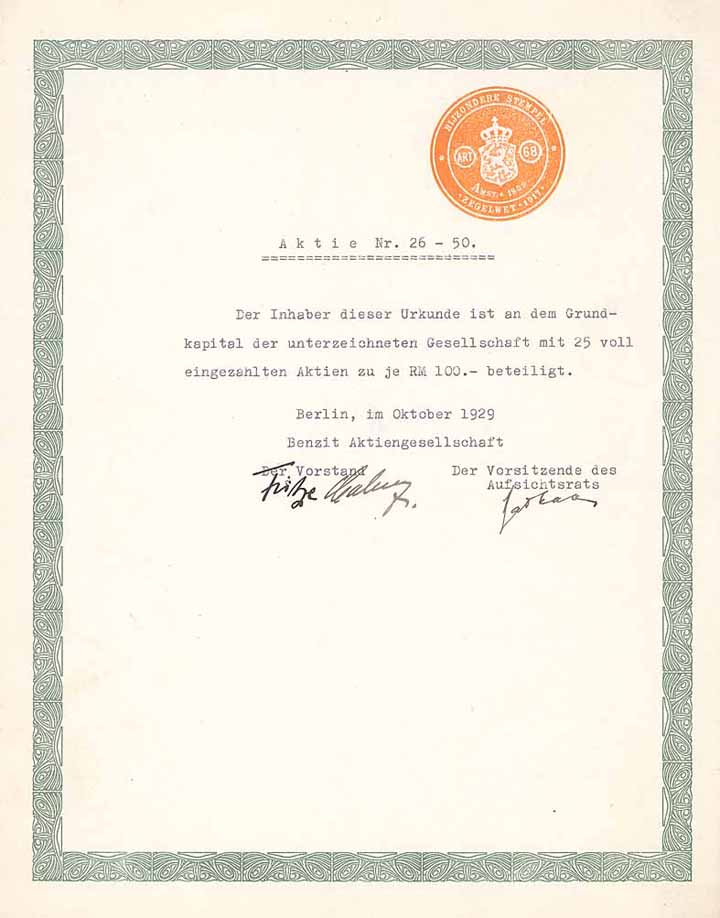 BIJZONDERE STEMPEL
ART 68
ZEGELWET·1917·
A k t i e  Nr. 26 - 50.
Der Inhaber dieser Urkunde ist an dem Grund-
kapital der unterzeichneten Gesellschaft mit 25 voll
eingezahlten Aktien zu je RM 100.- beteiligt.
Berlin, im Oktober 1929
Benzit Aktiengesellschaft
Der Vorstand Der Vorsitzende des
Aufsichtsrats